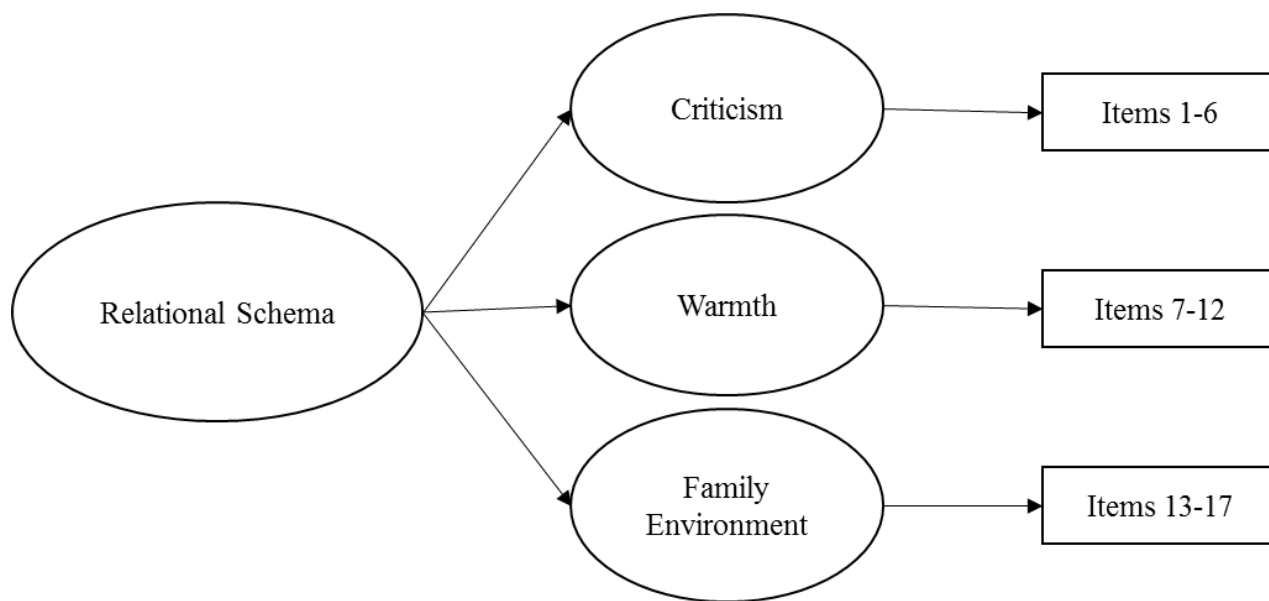 Criticism
Items 1-6
Relational Schema
Warmth
Items 7-12
Family
Environment
Items 13-17